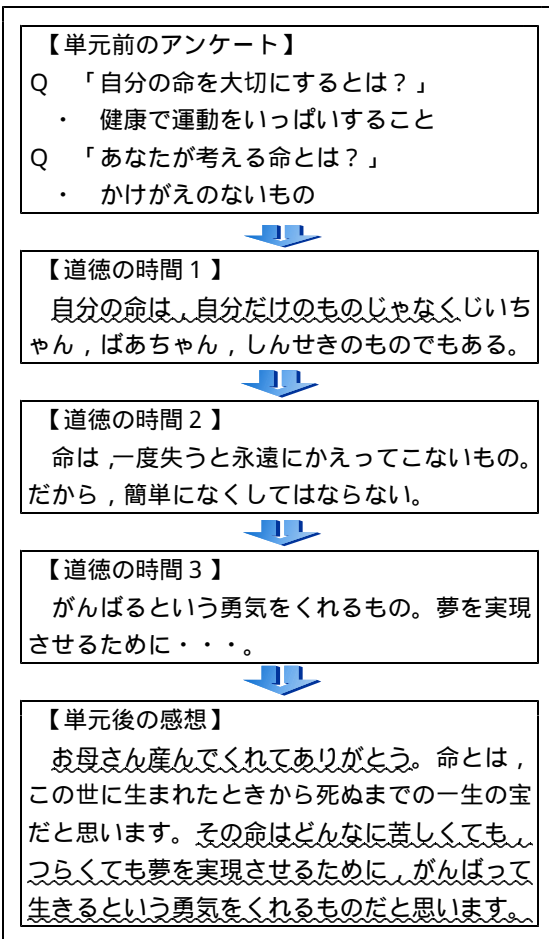 【単元前のアンケート】
Q　「自分の命を大切にするとは？」
・　健康で運動をいっぱいすること
Q　「あなたが考える命とは？」
・　かけがえのないもの
【道徳の時間１】
自分の命は，自分だけのものじゃなくじいち
ゃん，ばあちゃん，しんせきのものでもある。
【道徳の時間２】
命は，一度失うと永遠にかえってこないもの。
だから，簡単になくしてはならない。
【道徳の時間３】
がんばるという勇気をくれるもの。夢を実現
させるために・・・。
【単元後の感想】
お母さん産んでくれてありがとう。命とは，
この世に生まれたときから死ぬまでの一生の宝
だと思います。その命はどんなに苦しくても，
つらくても夢を実現させるために，がんばって
生きるという勇気をくれるものだと思います。